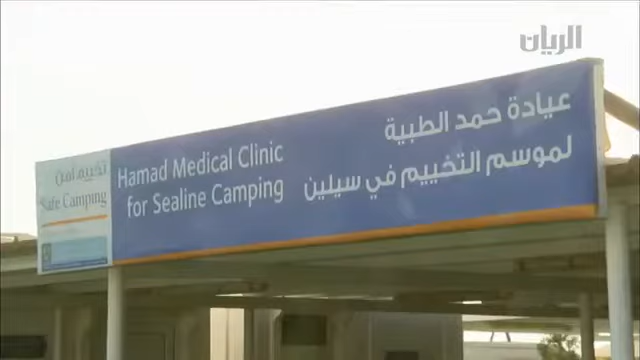 الريان
عيادة حمد الطبية
لموسم التخييم في سيلين
Hamad Medical Clinic
for Sealine Camping
تخييم آمن
Safe Camping